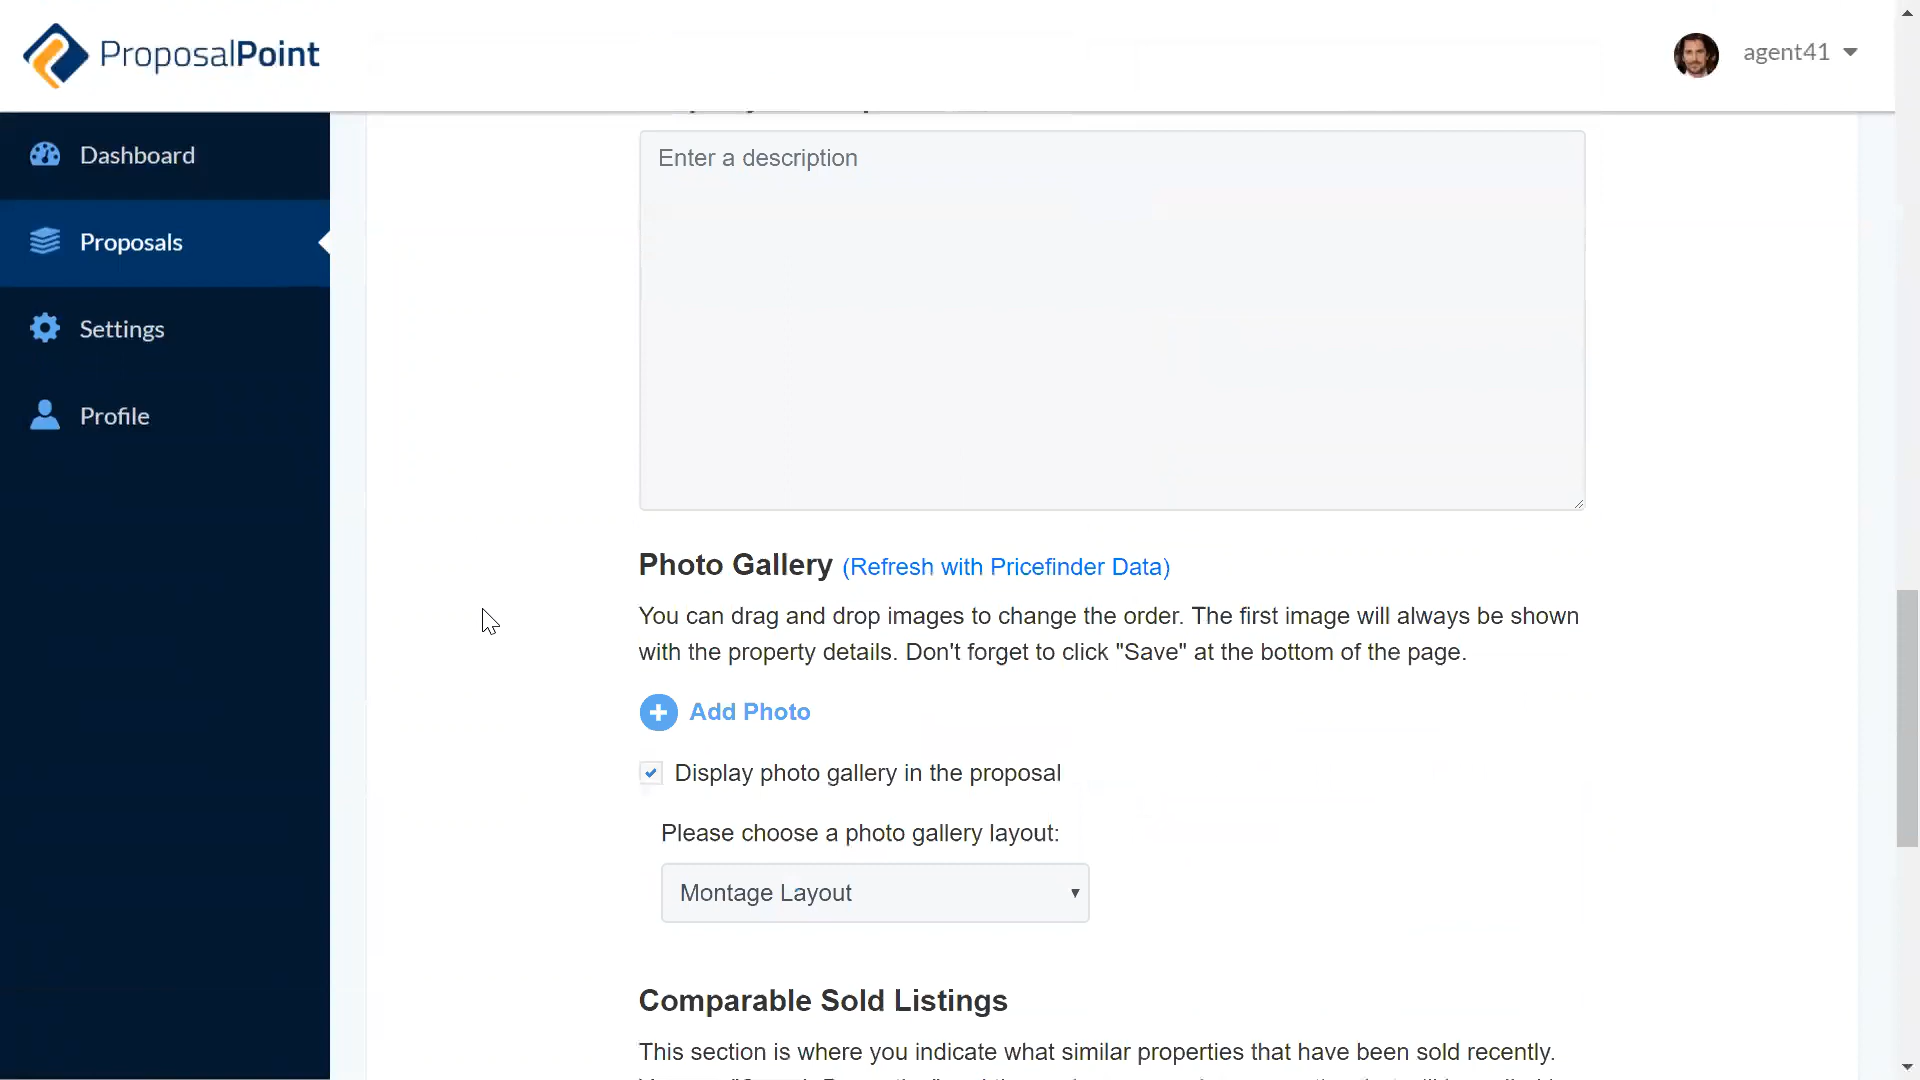 ProposalPoint
agent41
Dashboard
Proposals
Settings
Profile
Enter a description
Photo Gallery (Refresh with Pricefinder Data)
You can drag and drop images to change the order. The first image will always be shown
with the property details. Don't forget to click "Save" at the bottom of the page.
Add Photo
Display photo gallery in the proposal
Please choose a photo gallery layout:
Montage Layout
Comparable Sold Listings
This section is where you indicate what similar properties that have been sold recently.